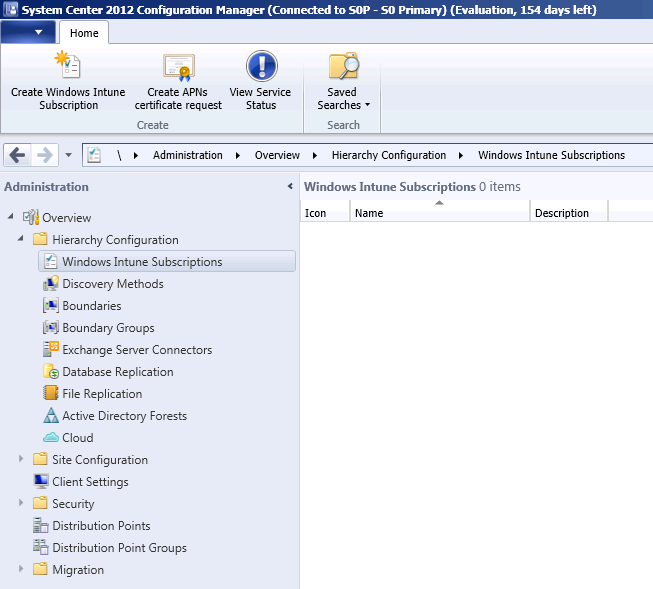 System Center 2012 Configuration Manager (Connected to S0P - S0 Primary) (Evaluation, 154 days left)
Home
Create Windows Intune Subscription
Create APNs certificate request
View Service Status
Saved Searches
Create
Search
\ Administration Overview Hierarchy Configuration Windows Intune Subscriptions
Administration
Windows Intune Subscriptions 0 items
Icon Name Description
Overview
Hierarchy Configuration
Windows Intune Subscriptions
Discovery Methods
Boundaries
Boundary Groups
Exchange Server Connectors
Database Replication
File Replication
Active Directory Forests
Cloud
Site Configuration
Client Settings
Security
Distribution Points
Distribution Point Groups
Migration